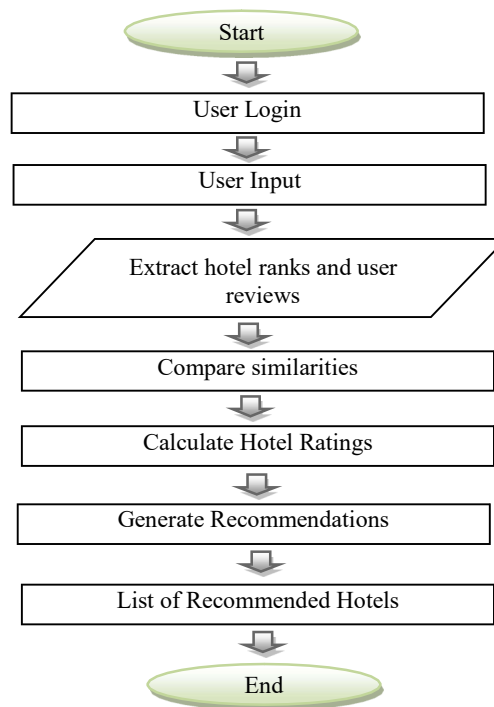 Start
User Login
User Input
Extract hotel ranks and user
reviews
Compare similarities
Calculate Hotel Ratings
Generate Recommendations
List of Recommended Hotels
End